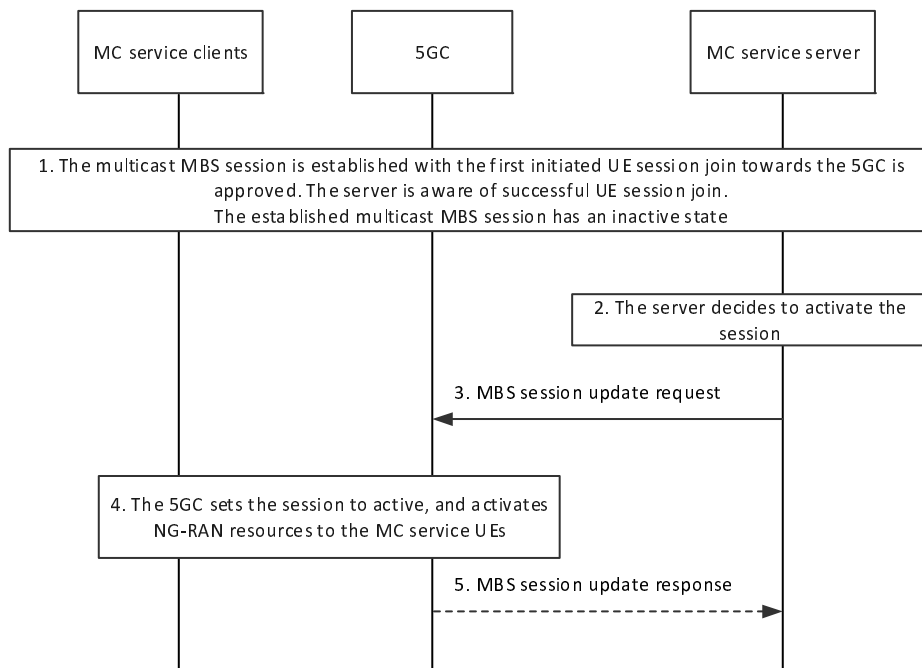 MC service clients
5GC
MC service server
1. The multicast MBS session is established with the first initiated UE session join towards the 5GC is
approved. The server is aware of successful UE session join.
The established multicast MBS session has an inactive state
2. The server decides to activate the
session
3. MBS session update request
4. The 5GC sets the session to active, and activates
NG-RAN resources to the MC service UEs
5. MBS session update response